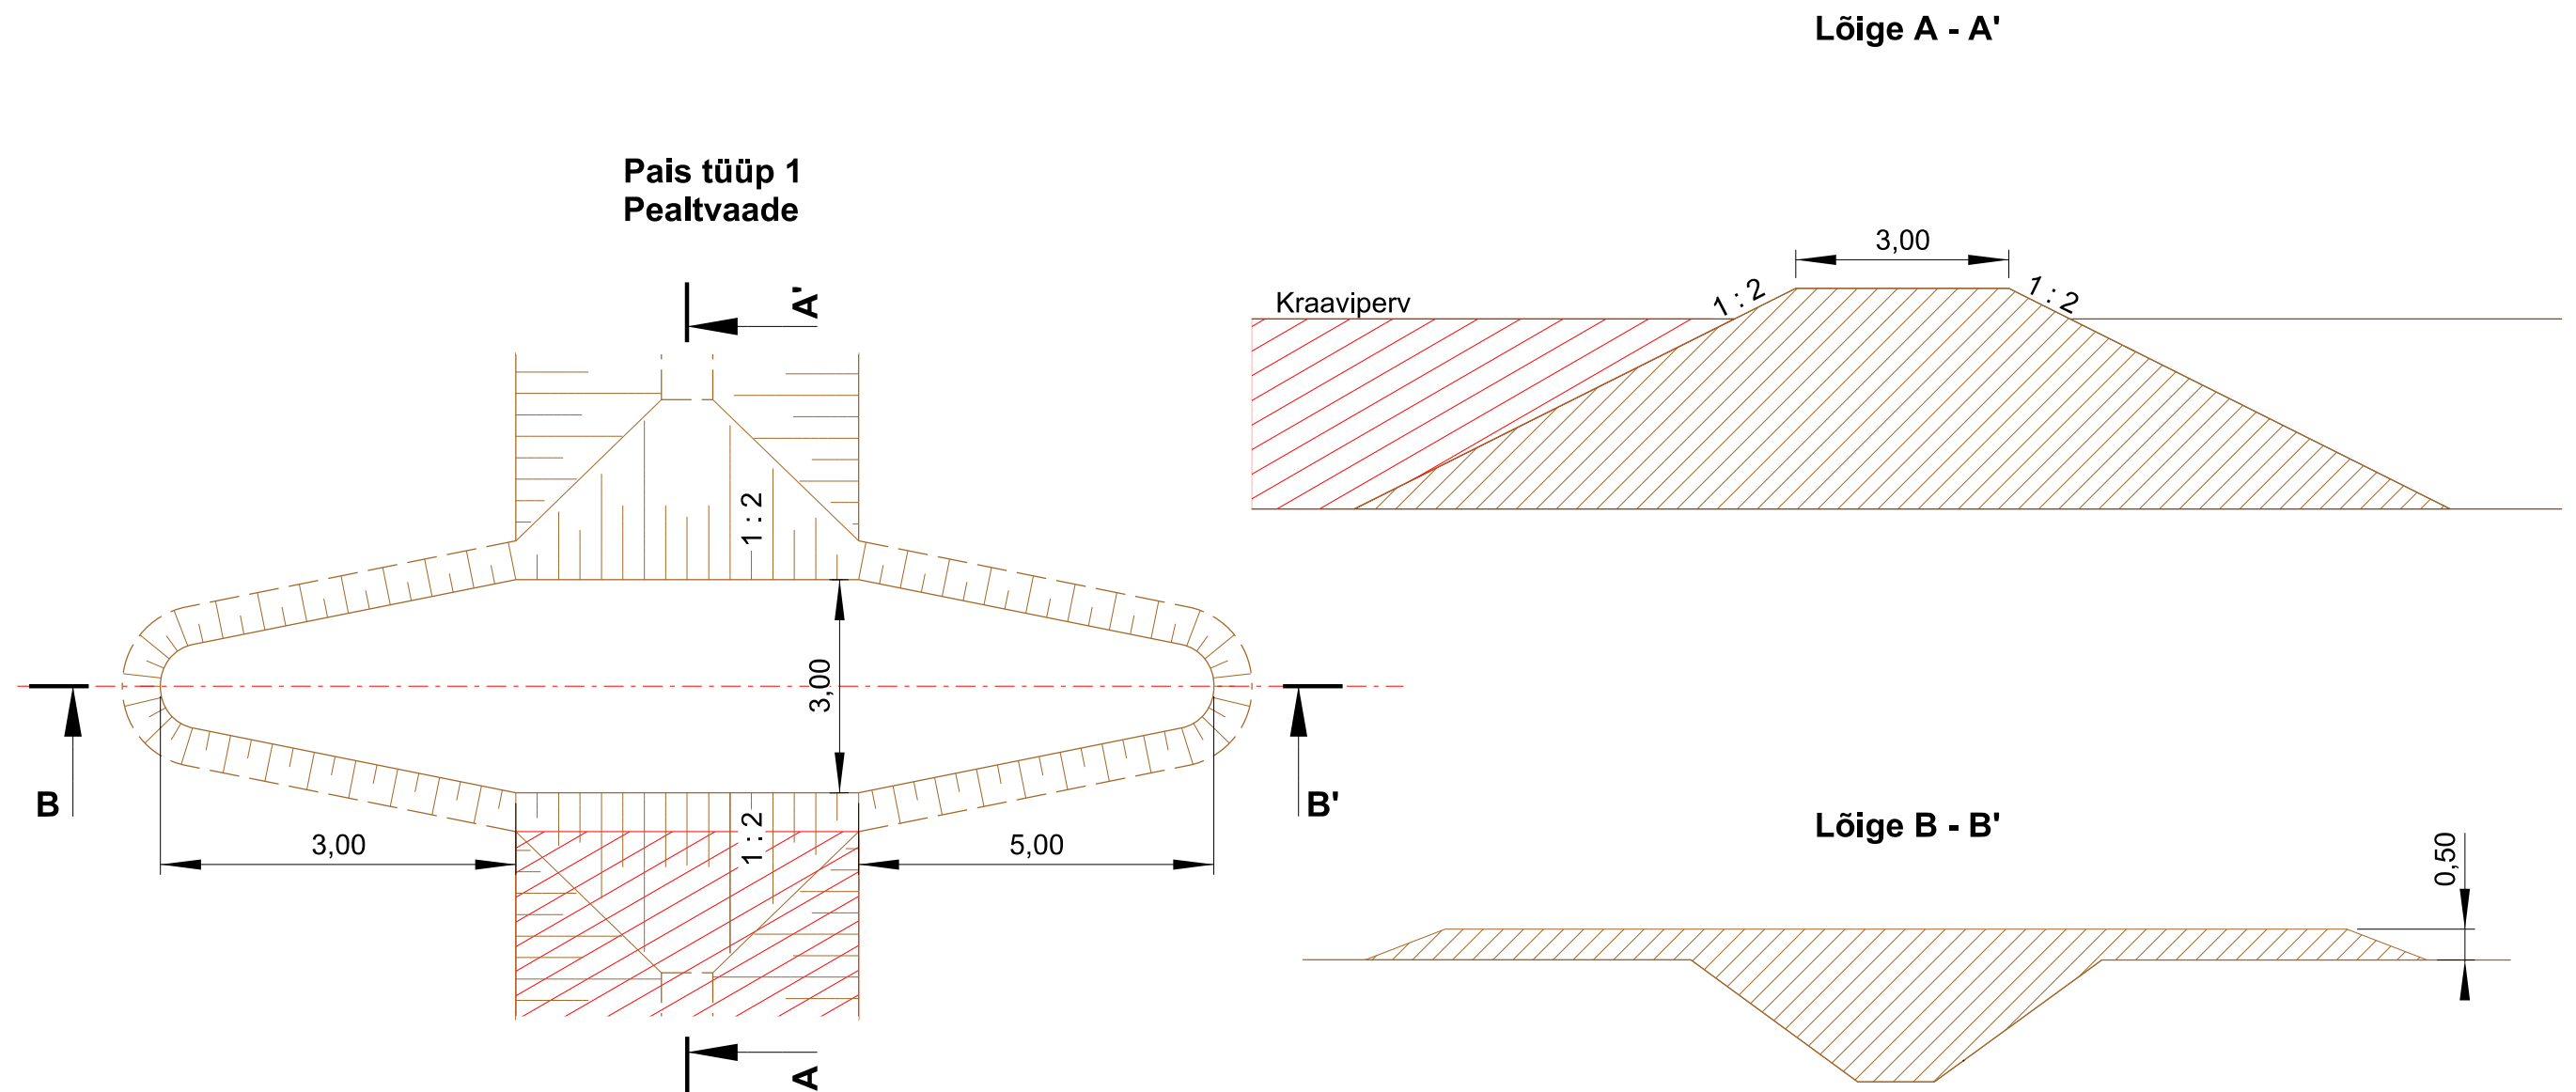 Lõige A - A'
Pais tüüp 1
Pealtvaade
3,00
Kraaviperv
1 : 2
1 : 2
A'
1 : 2
3,00
B
B'
1 : 2
3,00
5,00
A
Lõige B - B'
0,50